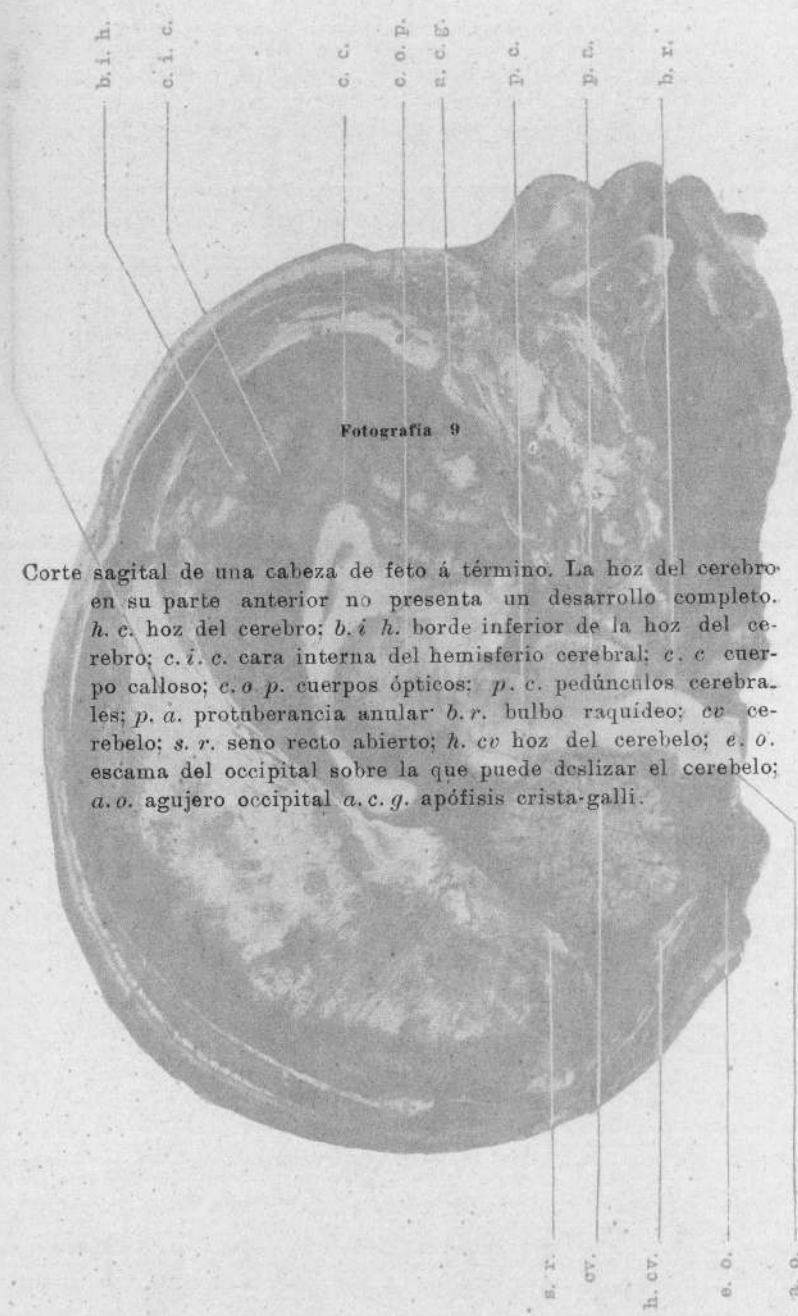 b. i. h.
c. i. c.
c. c.
c. o. p.
a. c. g.
p. c.
p. a.
b. r.
Fotografía 9
Corte sagital de una cabeza de feto á término. La hoz del cerebro
en su parte anterior no presenta un desarrollo completo.
h. c. hoz del cerebro; b. i h. borde inferior de la hoz del ce-
rebro; c. i. c. cara interna del hemisferio cerebral; c. c cuer-
po calloso; c. o p. cuerpos ópticos; p. c. pedúnculos cerebra-
les; p. a. protuberancia anular b. r. bulbo raquídeo; cv ce-
rebelo; s. r. seno recto abierto; h. cv hoz del cerebelo; e. o.
escama del occipital sobre la que puede deslizar el cerebelo;
a. o. agujero occipital a. c. g. apófisis crista-galli.
s. r.
cv.
h. cv.
e. o.
a. o.